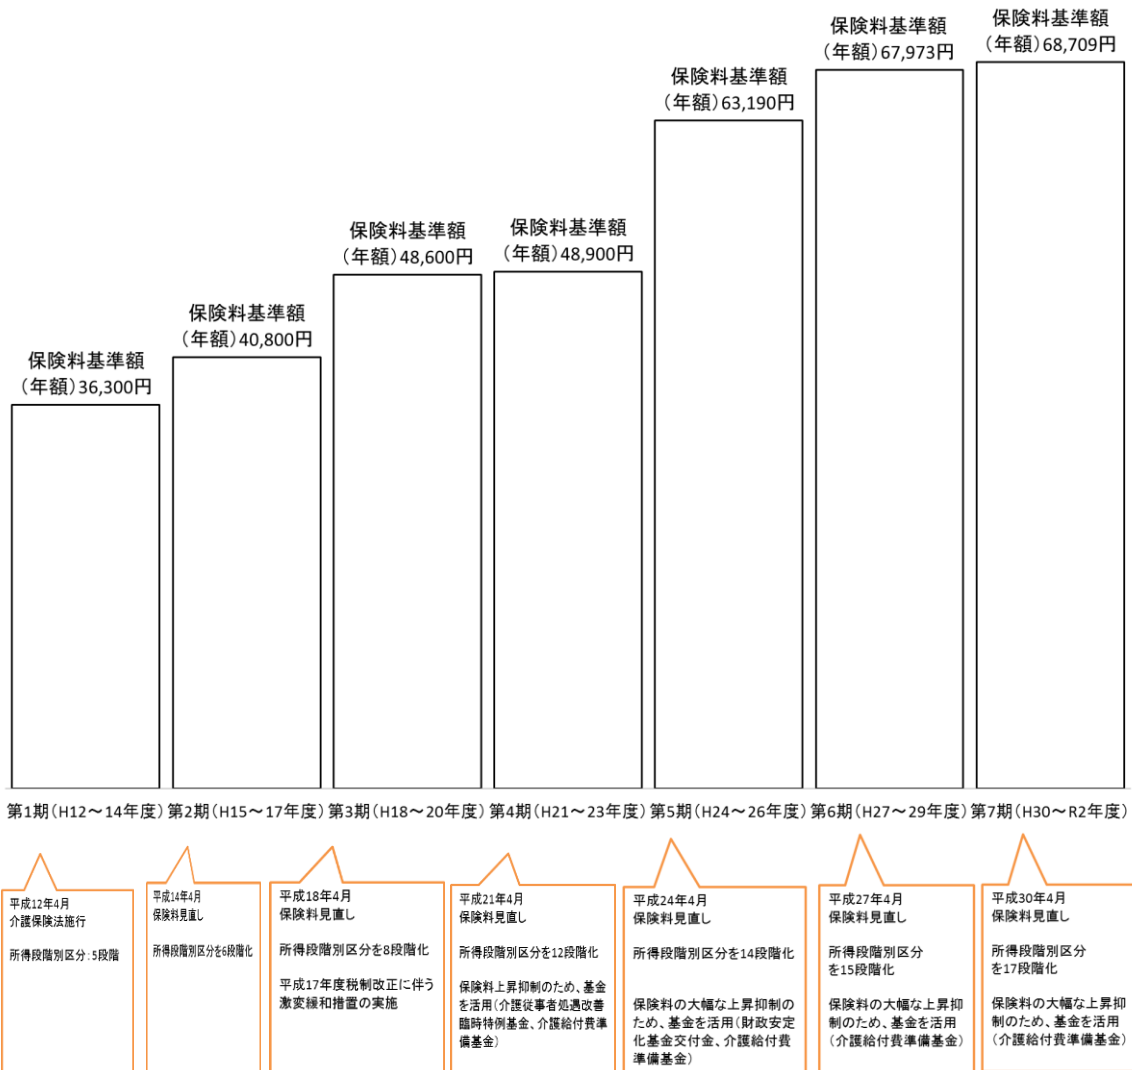 保険料基準額
(年額)36,300円
保険料基準額
(年額)40,800円
保険料基準額
(年額)48,600円
保険料基準額
(年額)48,900円
保険料基準額
(年額)63,190円
保険料基準額
(年額)67,973円
保険料基準額
(年額)68,709円
第1期(H12～14年度)
第2期(H15～17年度)
第3期(H18～20年度)
第4期(H21～23年度)
第5期(H24～26年度)
第6期(H27～29年度)
第7期(H30～R2年度)
平成12年4月
介護保険法施行
所得段階別区分:5段階
平成14年4月
保険料見直し
所得段階別区分を6段階化
平成18年4月
保険料見直し
所得段階別区分を8段階化
平成17年度税制改正に伴う
激変緩和措置の実施
平成21年4月
保険料見直し
所得段階別区分を12段階化
保険料上昇抑制のため、基金
を活用(介護従事者処遇改善
臨時特例基金、介護給付費準
備基金)
平成24年4月
保険料見直し
所得段階別区分を14段階化
保険料の大幅な上昇抑制の
ため、基金を活用(財政安定
化基金交付金、介護給付費
準備基金)
平成27年4月
保険料見直し
所得段階別区分
を15段階化
保険料の大幅な上昇抑
制のため、基金を活用
(介護給付費準備基金)
平成30年4月
保険料見直し
所得段階別区分
を17段階化
保険料の大幅な上昇抑
制のため、基金を活用
(介護給付費準備基金)